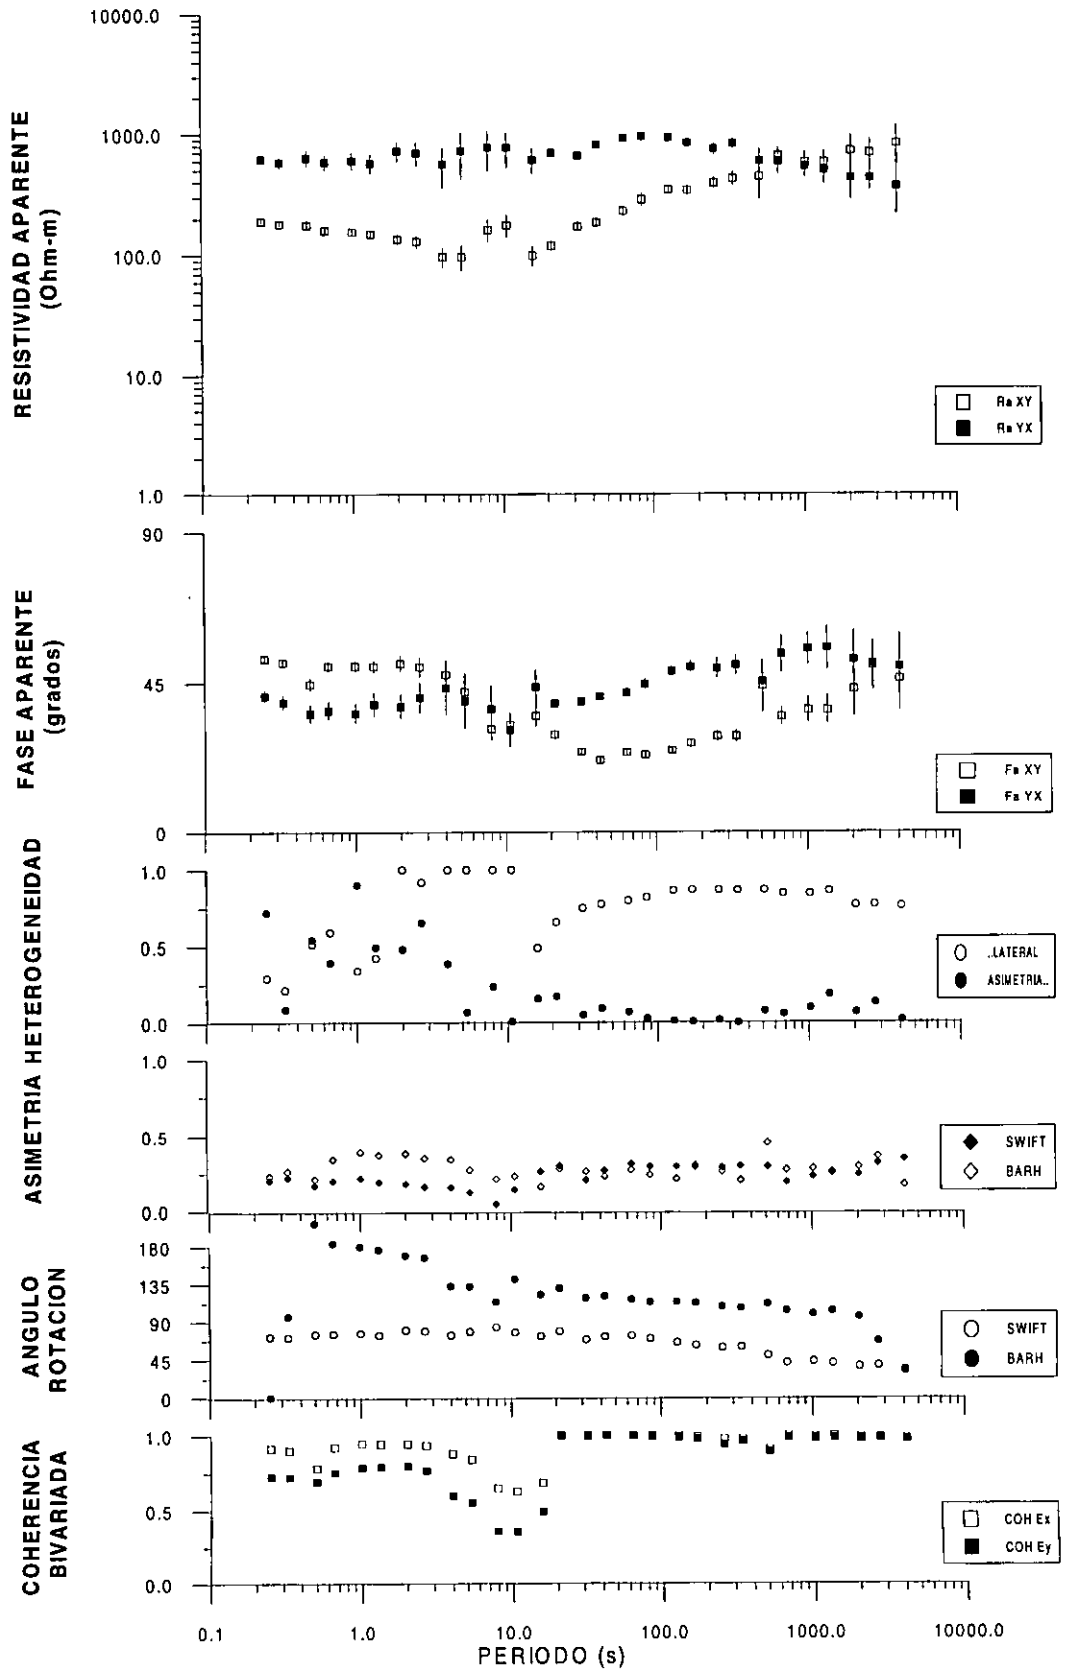 RESISTIVIDAD APARENTE
(Ohm-m)
10000.0
1000.0
100.0
10.0
1.0
Ra XY
Ra YX
FASE APARENTE
(grados)
90
45
0
Fa XY
Fa YX
ASIMETRIA HETEROGENEIDAD
1.0
0.5
0.0
..LATERAL
ASIMETRIA..
1.0
0.5
0.0
SWIFT
BARH
ANGULO
ROTACION
180
135
90
45
0
SWIFT
BARH
COHERENCIA
BIVARIADA
1.0
0.5
0.0
COH Ex
COH Ey
0.1
1.0
10.0
100.0
1000.0
10000.0
PERIODO (s)